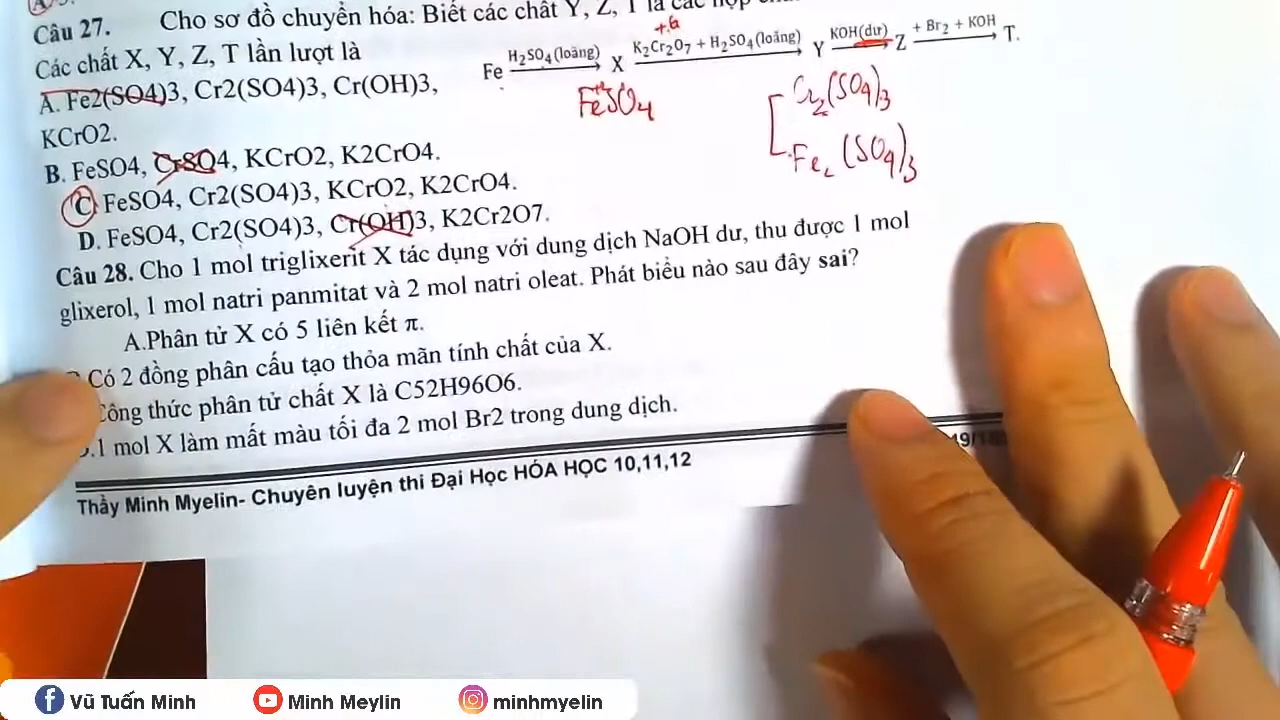 Câu 27. Cho sơ đồ chuyển hóa: Biết các chất Y, Z, T là các hợp
+6
Fe H₂SO₄(loãng) X K₂Cr₂O₇ + H₂SO₄(loãng) Y KOH(dư) Z + Br₂ + KOH T.
Các chất X, Y, Z, T lần lượt là
FeSO₄
Cr₂(SO₄)₃
Fe₂(SO₄)₃
A. Fe2(SO4)3, Cr2(SO4)3, Cr(OH)3,
KCrO2.
B. FeSO4, CrSO4, KCrO2, K2CrO4.
C. FeSO4, Cr2(SO4)3, KCrO2, K2CrO4.
D. FeSO4, Cr2(SO4)3, Cr(OH)3, K2Cr2O7.
Câu 28. Cho 1 mol triglixerit X tác dụng với dung dịch NaOH dư, thu được 1 mol
glixerol, 1 mol natri panmitat và 2 mol natri oleat. Phát biểu nào sau đây sai?
A.Phân tử X có 5 liên kết π.
Có 2 đồng phân cấu tạo thỏa mãn tính chất của X.
Công thức phân tử chất X là C52H96O6.
.1 mol X làm mất màu tối đa 2 mol Br2 trong dung dịch.
Thầy Minh Myelin- Chuyên luyện thi Đại Học HÓA HỌC 10,11,12
Vũ Tuấn Minh
Minh Meylin
minhmyelin